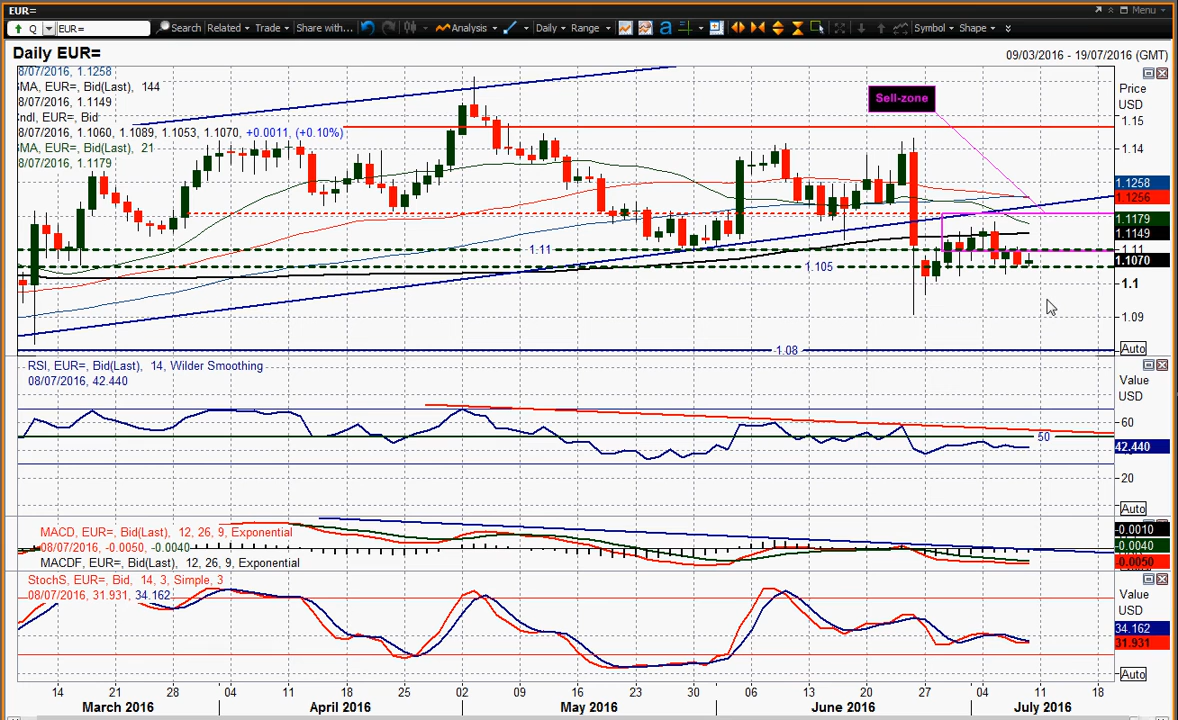 EUR=
Menu
Q EUR=
Search Related Trade Share with... Analysis Daily Range Symbol Shape
Daily EUR=
09/03/2016 - 19/07/2016 (GMT)
8/07/2016, 1.1258
SMA, EUR=, Bid(Last), 144
8/07/2016, 1.1149
Cndl, EUR=, Bid
8/07/2016, 1.1060, 1.1089, 1.1053, 1.1070, +0.0011, (+0.10%)
SMA, EUR=, Bid(Last), 21
8/07/2016, 1.1179
Sell-zone
Price
USD
1.15
1.14
1.1258
1.1256
1.1179
1.1149
1.11
1.1070
1.1
1.09
Auto
1.11
1.105
1.08
RSI, EUR=, Bid(Last), 14, Wilder Smoothing
08/07/2016, 42.440
Value
USD
60
50
42.440
20
Auto
MACD, EUR=, Bid(Last), 12, 26, 9, Exponential
08/07/2016, -0.0050, -0.0040
MACDF, EUR=, Bid(Last), 12, 26, 9, Exponential
-0.0010
-0.0040
-0.0050
StochS, EUR=, Bid, 14, 3, Simple, 3
08/07/2016, 31.931, 34.162
Value
USD
34.162
31.931
Auto
14 21 28 04 11 18 25 02 09 16 23 30 06 13 20 27 04 11 18
March 2016 April 2016 May 2016 June 2016 July 2016